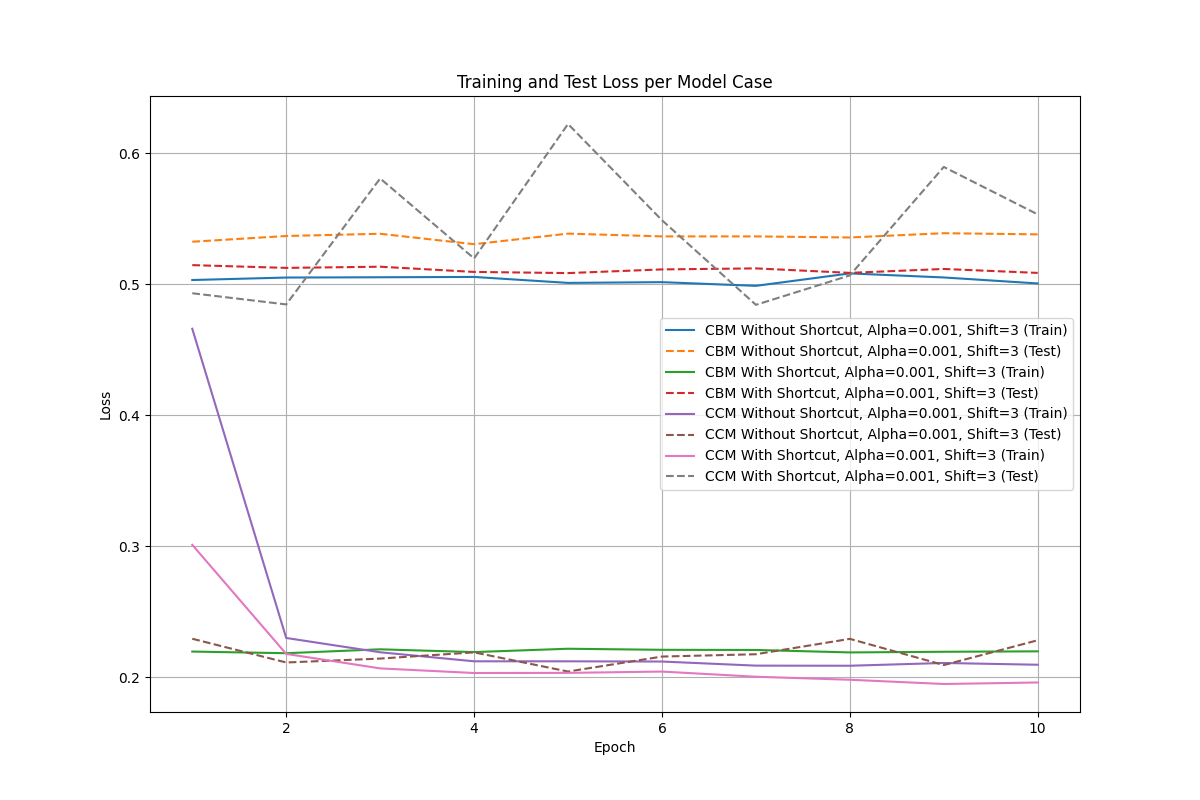 Training and Test Loss per Model Case
Loss
0.6
0.5
0.4
0.3
0.2
CBM Without Shortcut, Alpha=0.001, Shift=3 (Train)
CBM Without Shortcut, Alpha=0.001, Shift=3 (Test)
CBM With Shortcut, Alpha=0.001, Shift=3 (Train)
CBM With Shortcut, Alpha=0.001, Shift=3 (Test)
CCM Without Shortcut, Alpha=0.001, Shift=3 (Train)
CCM Without Shortcut, Alpha=0.001, Shift=3 (Test)
CCM With Shortcut, Alpha=0.001, Shift=3 (Train)
CCM With Shortcut, Alpha=0.001, Shift=3 (Test)
2 4 6 8 10
Epoch